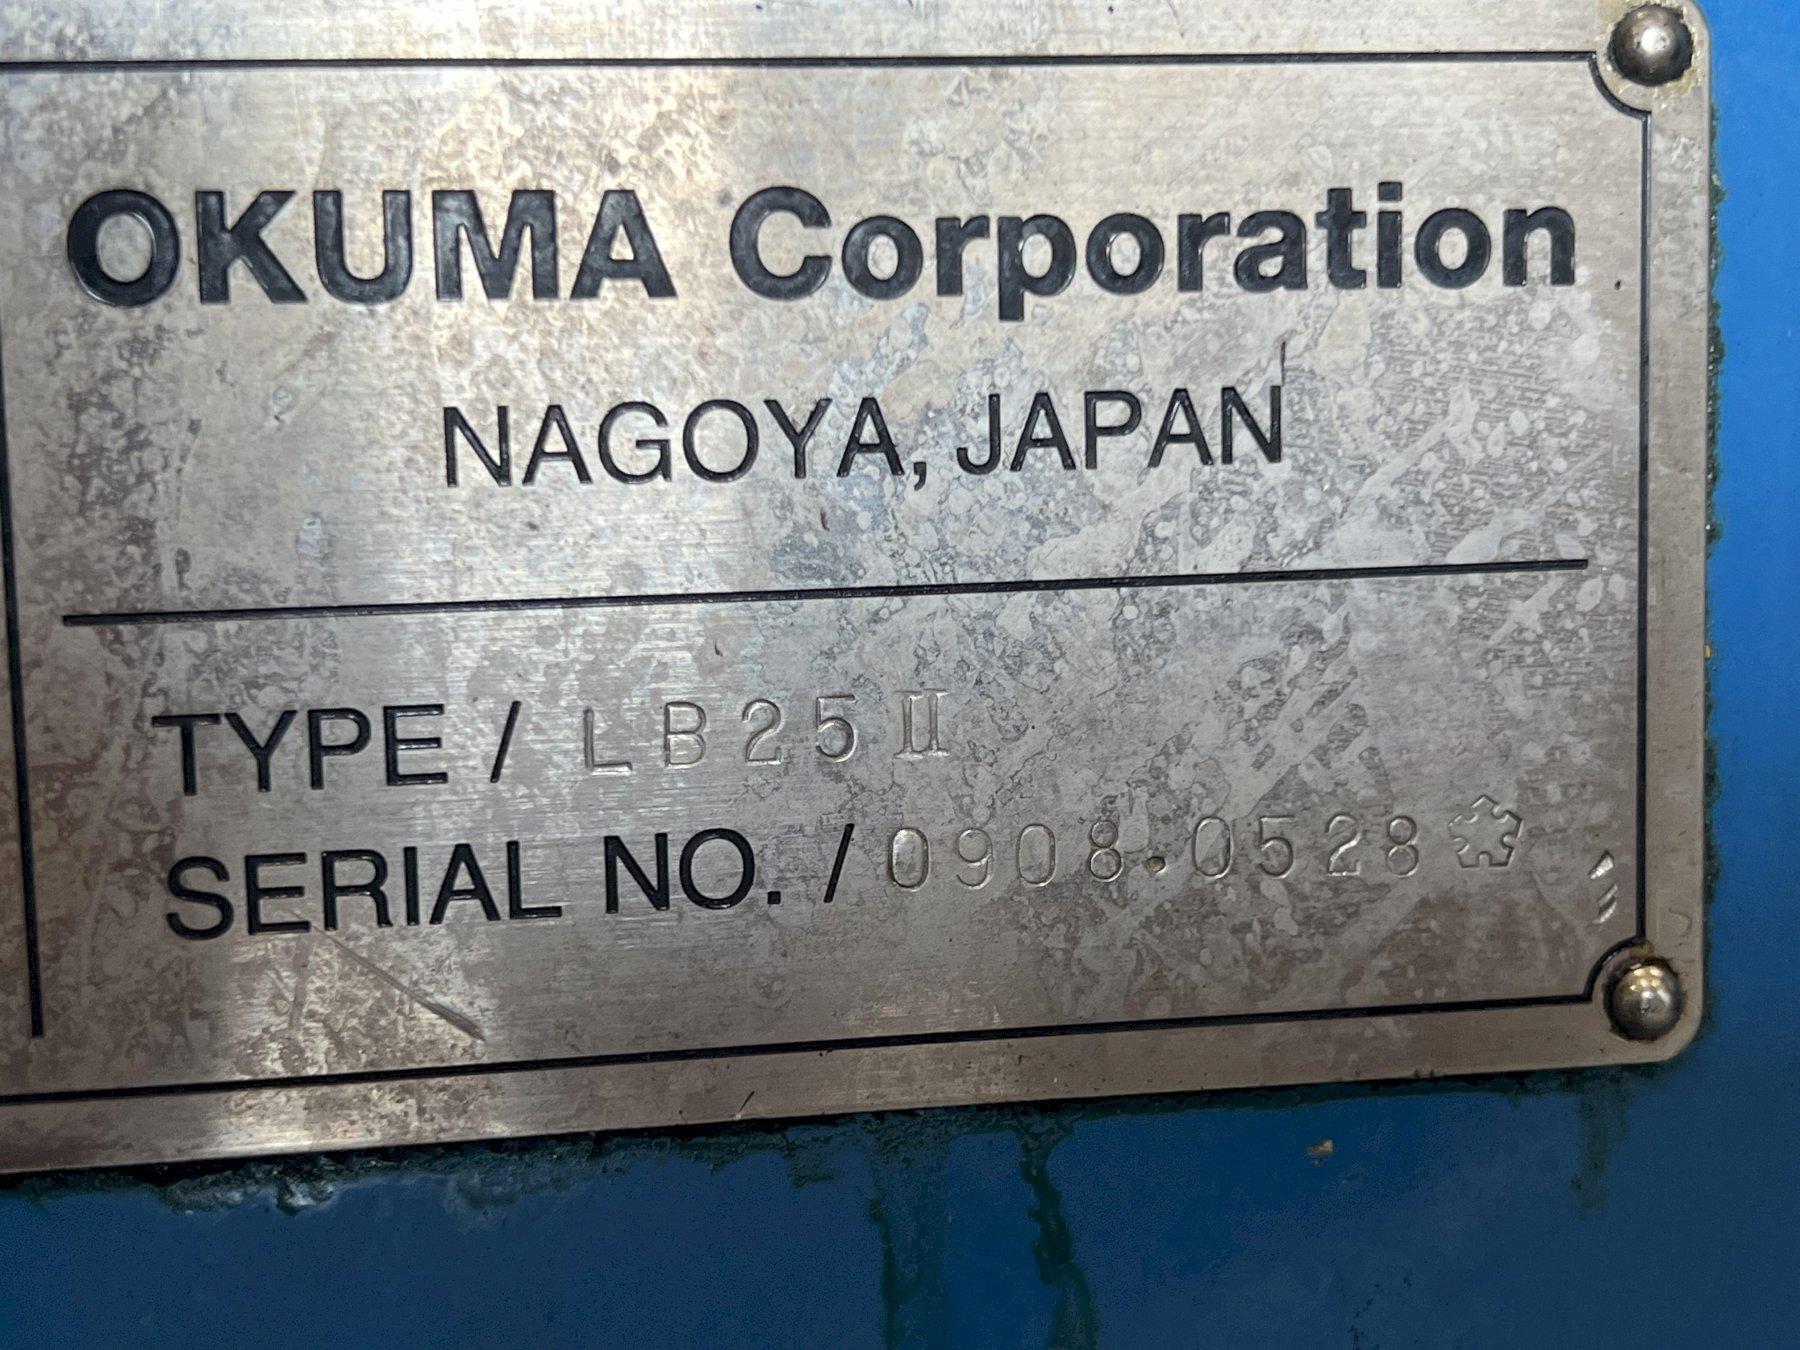 OKUMA Corporation
NAGOYA, JAPAN
TYPE / LB25II
SERIAL NO. / 0908.0528